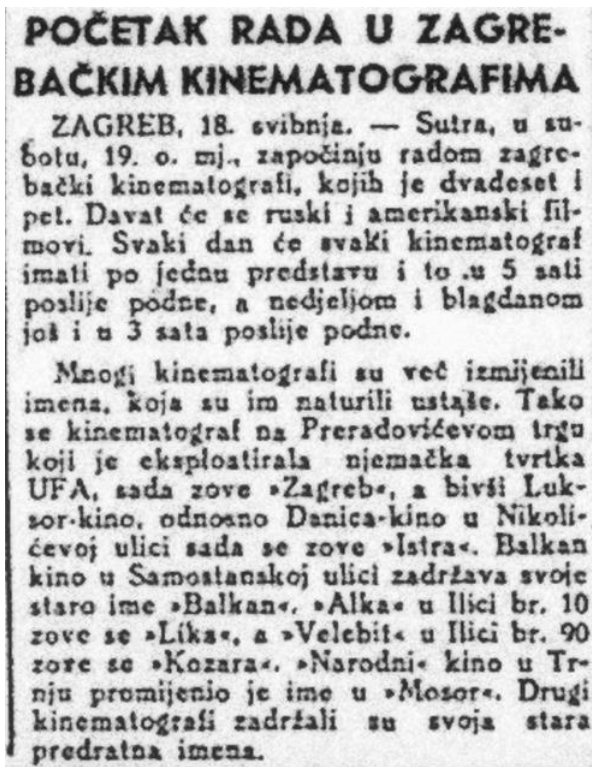 POČETAK RADA U ZAGRE-
BAČKIM KINEMATOGRAFIMA
ZAGREB, 18. svibnja. — Sutra, u su-
botu, 19. o. mj., započinju radom zagre-
bački kinematografi, kojih je dvadeset i
pet. Davat će se ruski i amerikanski fil-
movi. Svaki dan će svaki kinematograf
imati po jednu predstavu i to u 5 sati
poslije podne, a nedjeljom i blagdanom
još i u 3 sata poslije podne.
Mnogi kinematografi su već izmijenili
imena, koja su im naturili ustaše. Tako
se kinematograf na Preradovićevom trgu
koji je eksploatirala njemačka tvrtka
UFA, sada zove »Zagreb«, a bivši Luk-
sor-kino, odnosno Danica-kino u Nikoli-
ćevoj ulici sada se zove »Istra«. Balkan
kino u Samostanskoj ulici zadržava svoje
staro ime »Balkan«. »Alka« u Ilici br. 10
zove se »Lika«, a »Velebit« u Ilici br. 90
zove se »Kozara«. »Narodni« kino u Tr-
nju promijenio je ime u »Mosor«. Drugi
kinematografi zadržali su svoja stara
predratna imena.